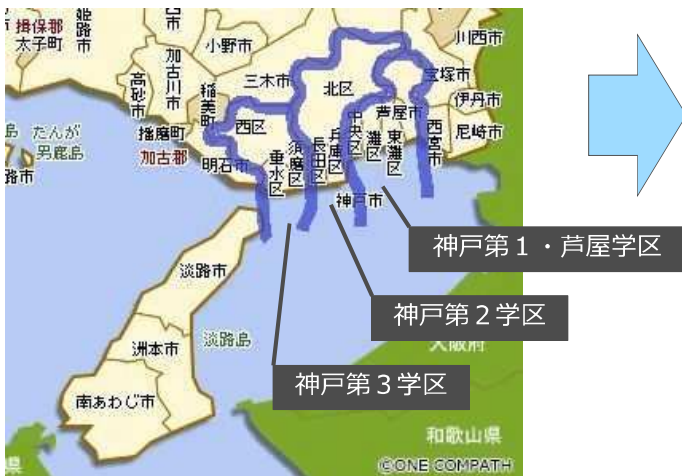 揖保郡
太子町
姫路市
小野市
加古川市
高砂市
稲美町
播磨町
加古郡
明石市
三木市
西区
北区
垂水区
須磨区
長田区
兵庫区
中央区
灘区
東灘区
芦屋市
西宮市
宝塚市
川西市
伊丹市
尼崎市
神戸市
たんが
男鹿島
路市
淡路市
淡路島
洲本市
南あわじ市
神戸第1・芦屋学区
神戸第2学区
神戸第3学区
大阪府
和歌山県
県
©ONE COMPATH